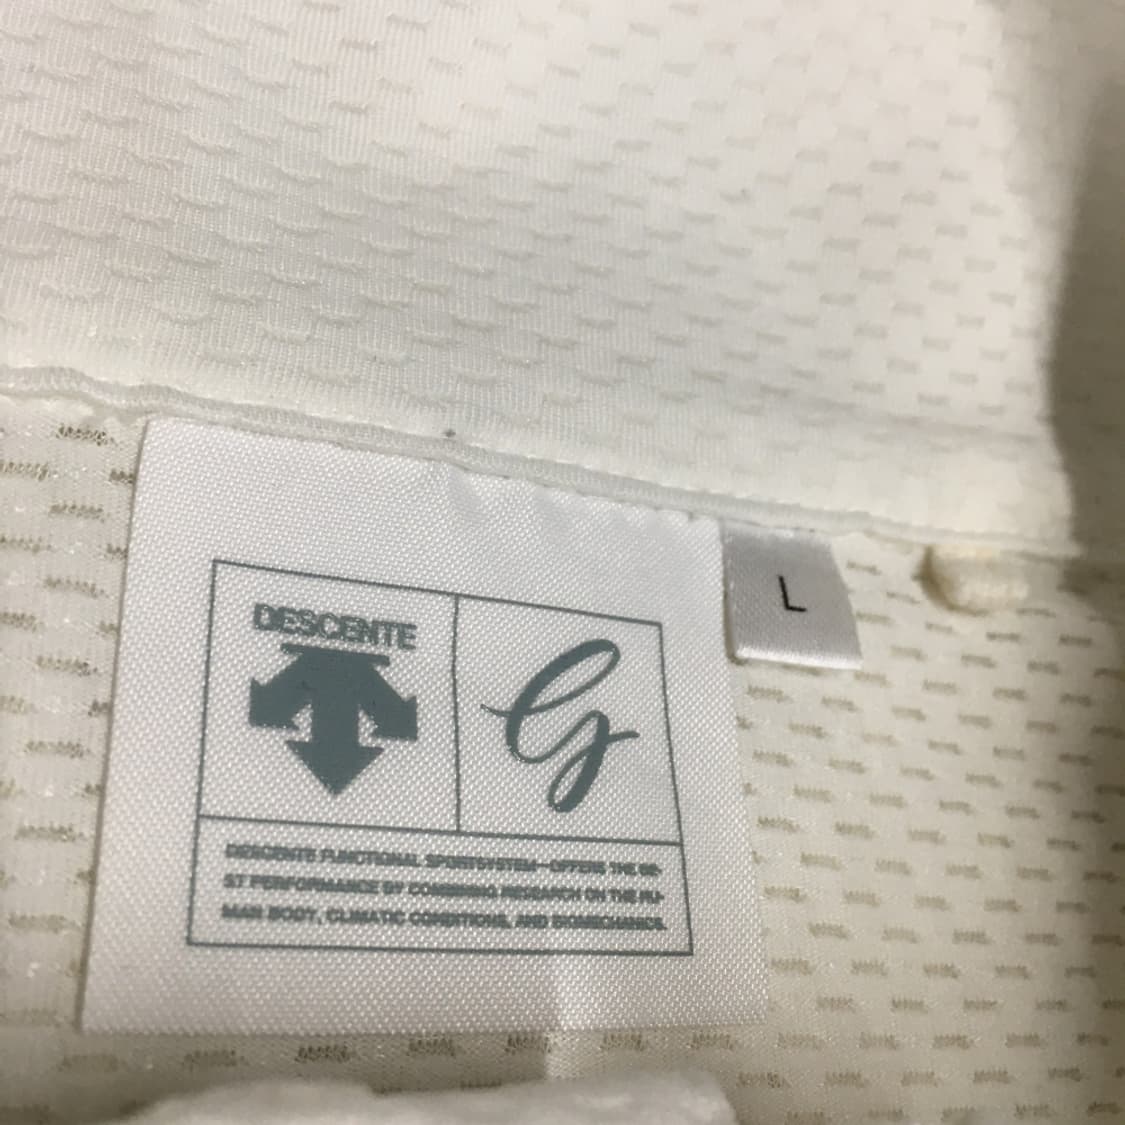 DESCENTE
G
L
DESCENTE FUNCTIONAL SPORTSYSTEM—OFFERS THE BE-
ST PERFORMANCE BY COMBINING RESEARCH ON THE HU-
MAN BODY, CLIMATIC CONDITIONS, AND BIOMECHANICS.